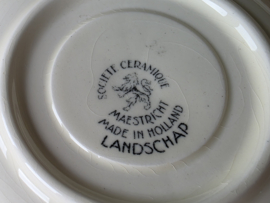 SOCIETE CERAMIQUE
MAESTRICHT
MADE IN HOLLAND
LANDSCHAP